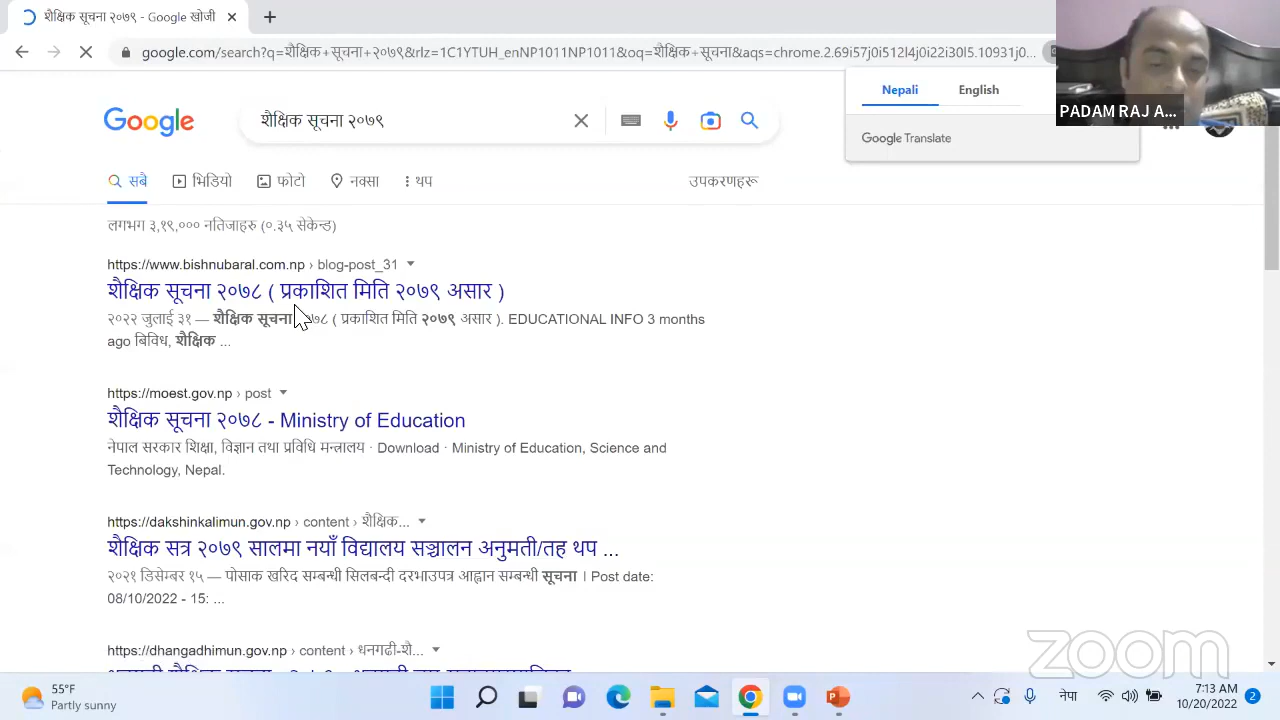 शैक्षिक सूचना २०७९ - Google खोजी
google.com/search?q=शैक्षिक+सूचना+२०७९&rlz=1C1YTUH_enNP1011NP1011&oq=शैक्षिक+सूचना&aqs=chrome.2.69i57j0i512l4j0i22i30l5.10931j0...
Nepali English
Google Translate
PADAM RAJ A...
Google
शैक्षिक सूचना २०७९
सबै भिडियो फोटो नक्सा थप उपकरणहरू
लगभग ३,१९,००० नतिजाहरु (०.३५ सेकेन्ड)
https://www.bishnubaral.com.np › blog-post_31
शैक्षिक सूचना २०७८ ( प्रकाशित मिति २०७९ असार )
२०२२ जुलाई ३१ — शैक्षिक सूचना २०७८ ( प्रकाशित मिति २०७९ असार ). EDUCATIONAL INFO 3 months
ago बिविध, शैक्षिक ...
https://moest.gov.np › post
शैक्षिक सूचना २०७८ - Ministry of Education
नेपाल सरकार शिक्षा, विज्ञान तथा प्रविधि मन्त्रालय · Download · Ministry of Education, Science and
Technology, Nepal.
https://dakshinkalimun.gov.np › content › शैक्षिक...
शैक्षिक सत्र २०७९ सालमा नयाँ विद्यालय सञ्चालन अनुमती/तह थप ...
२०२१ डिसेम्बर १५ — पोसाक खरिद सम्बन्धी सिलबन्दी दरभाउपत्र आह्वान सम्बन्धी सूचना | Post date:
08/10/2022 - 15: ...
https://dhangadhimun.gov.np › content › धनगढी-शै...
zoom
55°F
Partly sunny
नेपा
7:13 AM
10/20/2022
2